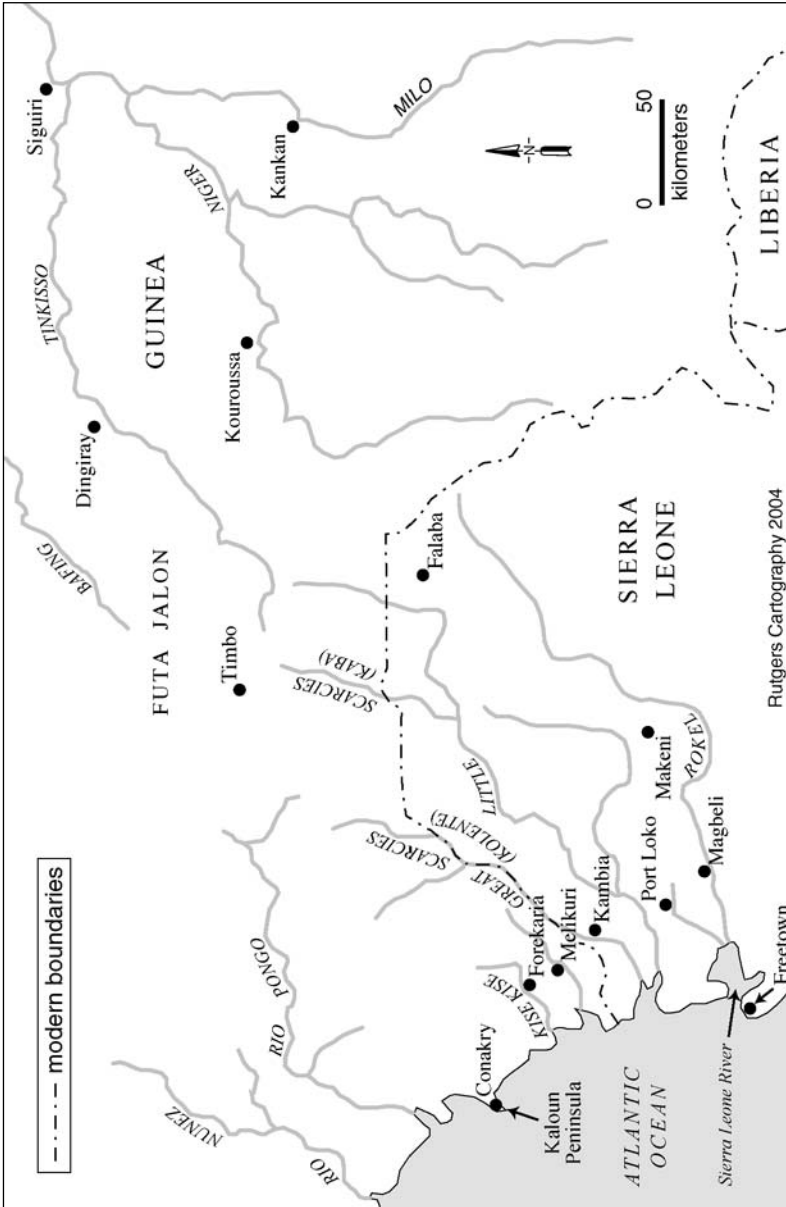 modern boundaries
Siguiri
TINKISSO
Dingiray
BAFING
GUINEA
NIGER
Kankan
MILO
Kouroussa
FUTA JALON
Timbo
N
0 50
kilometers
LIBERIA
Falaba
SIERRA
LEONE
SCARCIES
(KABA)
LITTLE
SCARCIES
(KOLENTE)
GREAT
RIO PONGO
RIO NUNEZ
Forekaria
Melikuri
KISE KISE
Kambia
Port Loko
Makeni
ROKEL
Magbeli
Conakry
Kaloun
Peninsula
ATLANTIC
OCEAN
Sierra Leone River
Freetown
Rutgers Cartography 2004